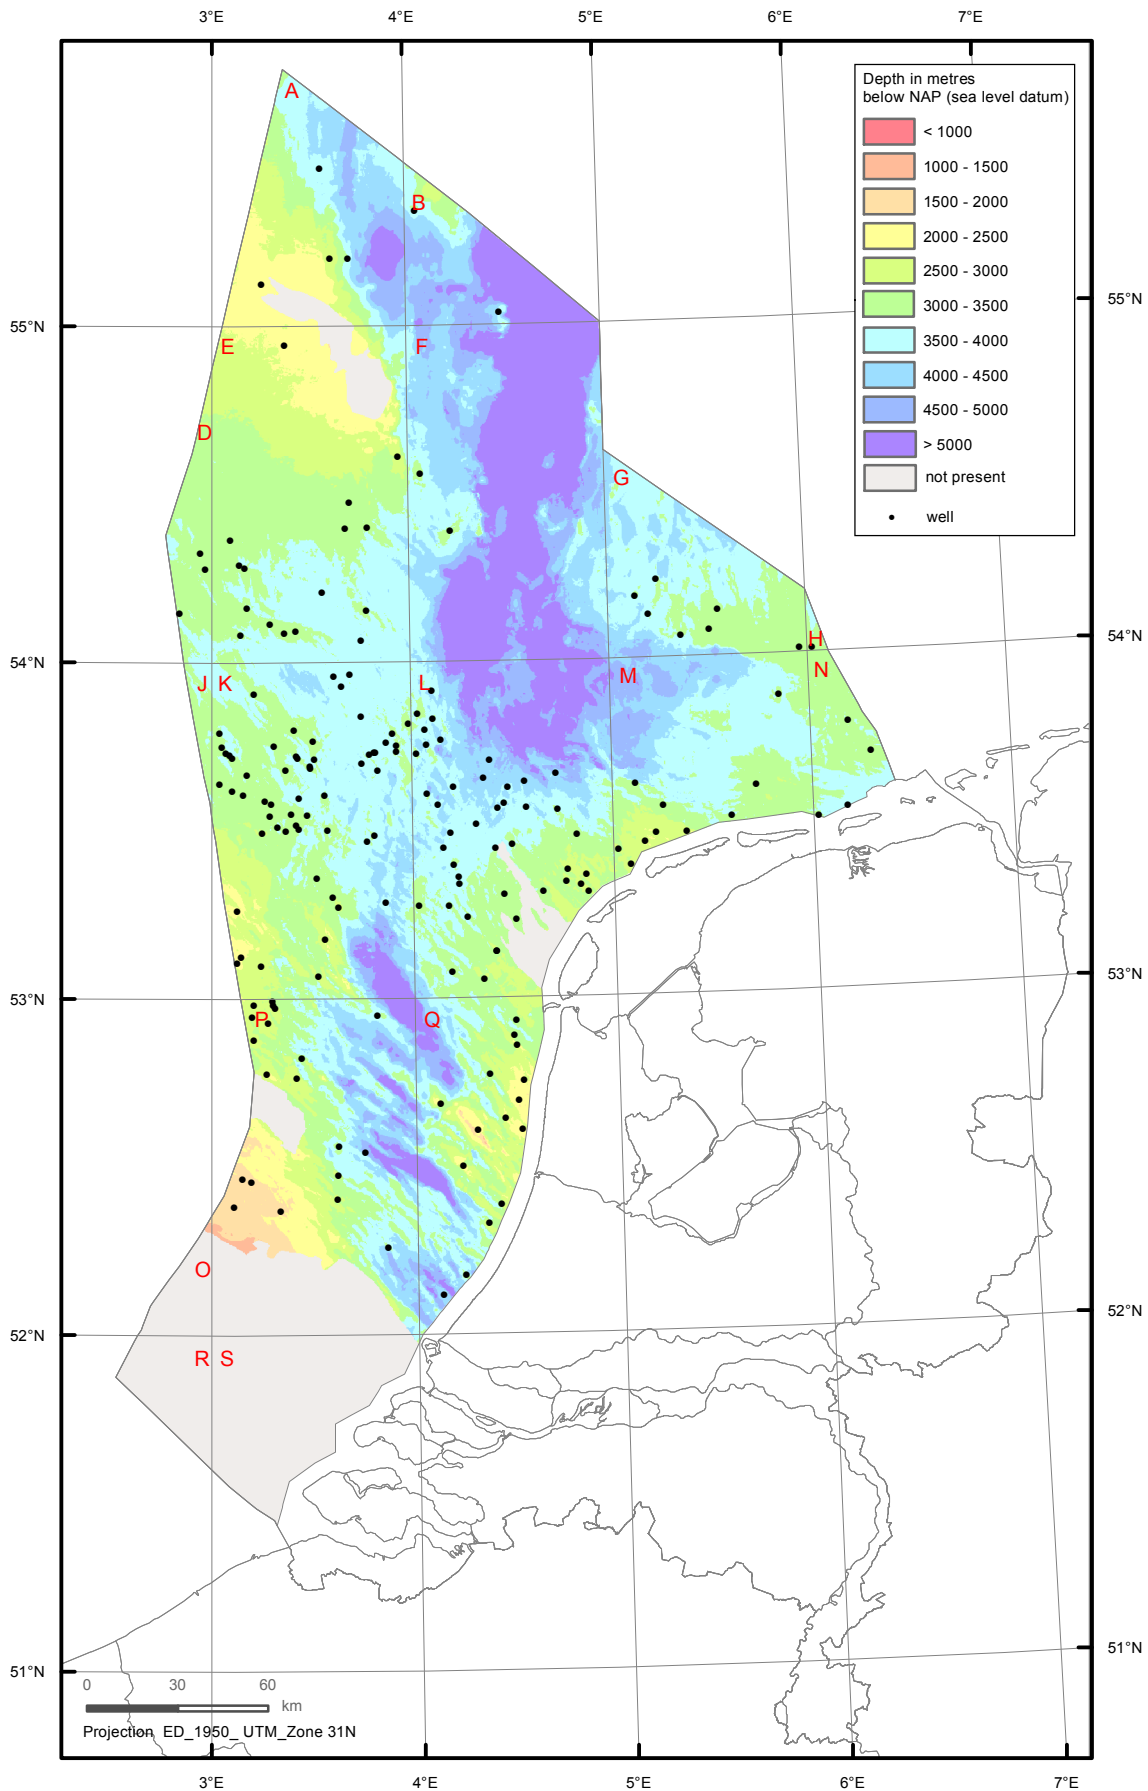 3°E 4°E 5°E 6°E 7°E
Depth in metres
below NAP (sea level datum)
< 1000
1000 - 1500
1500 - 2000
2000 - 2500
2500 - 3000
3000 - 3500
3500 - 4000
4000 - 4500
4500 - 5000
> 5000
not present
well
A
B
55°N
55°N
E F
D
G
54°N
H
54°N
J K L M N
53°N
53°N
P Q
O
52°N
52°N
R S
51°N
51°N
0 30 60
km
Projection ED_1950_ UTM_Zone 31N
3°E 4°E 5°E 6°E 7°E